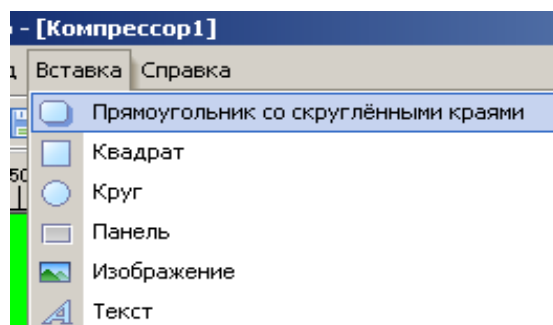 - [Компрессор1]
Вставка Справка
Прямоугольник со скруглёнными краями
Квадрат
Круг
Панель
Изображение
Текст